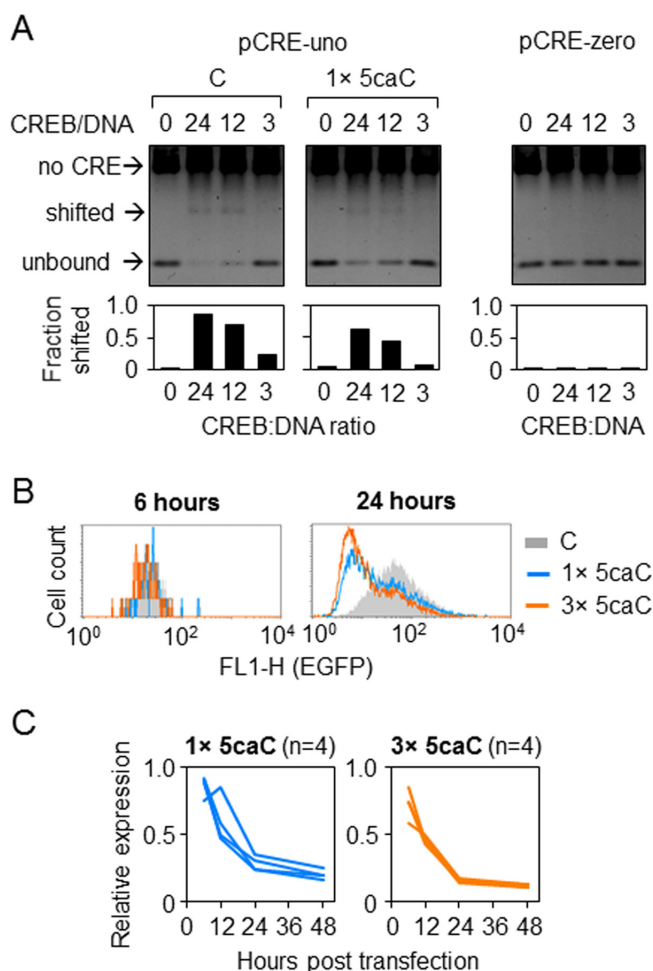 A
pCRE-uno
pCRE-zero
C
1× 5caC
CREB/DNA 0 24 12 3 0 24 12 3 0 24 12 3
no CRE→
shifted →
unbound →
Fraction shifted
1.0
0.5
0
0 24 12 3
1.0
0.5
0
0 24 12 3
1.0
0.5
0
0 24 12 3
CREB:DNA ratio
CREB:DNA
B
6 hours
24 hours
Cell count
10⁰ 10² 10⁴
10⁰ 10² 10⁴
FL1-H (EGFP)
C
1× 5caC
3× 5caC
C
1× 5caC (n=4)
3× 5caC (n=4)
Relative expression
1.0
0.5
0
0 12 24 36 48
1.0
0.5
0
0 12 24 36 48
Hours post transfection